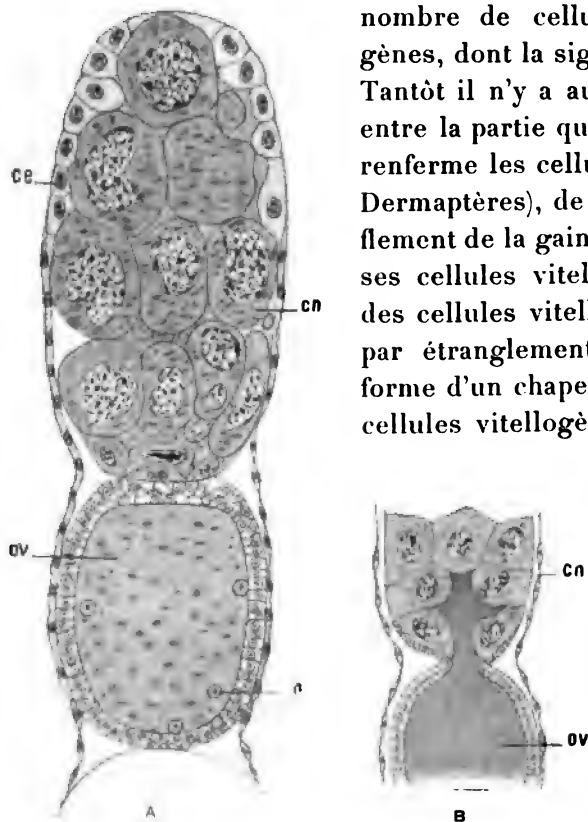 nombre de cellu
gènes, dont la sig
Tantôt il n'y a au
entre la partie qu
renferme les cellu
Dermaptères), de
flement de la gain
ses cellules vitel
des cellules vitell
par étranglement
forme d'un chape
cellules vitellogè
ce
cn
ov
n
A
cn
ov
B